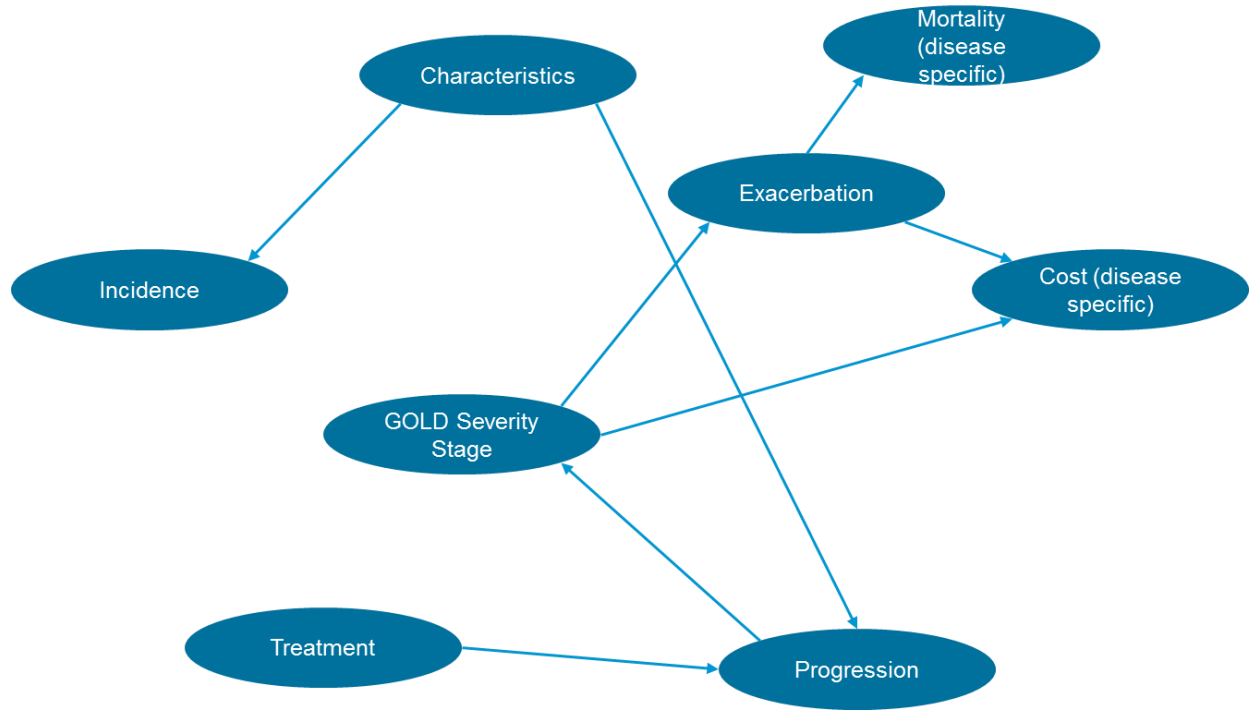 Mortality
(disease
specific)
Characteristics
Exacerbation
Incidence
Cost (disease
specific)
GOLD Severity
Stage
Treatment
Progression